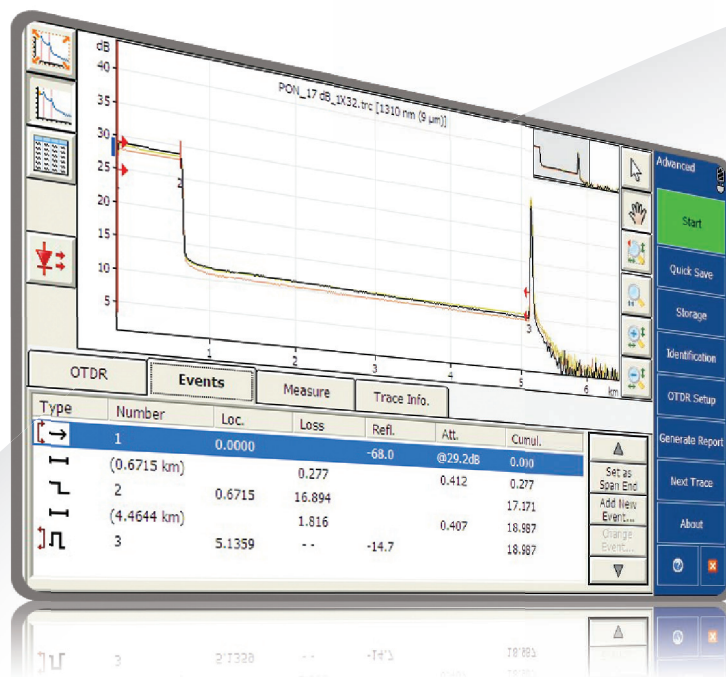 dB
40
35
30
25
20
15
10
5
PON_17 dB_1X32.trc [1310 nm (9 µm)]
2
3
1 2 3 4 5 6 km
Advanced
Start
Quick Save
Storage
Identification
OTDR Setup
Generate Report
Next Trace
About
OTDR Events Measure Trace Info.
Type Number Loc. Loss Refl. Att. Cumul.
1 0.0000 -68.0 @29.2dB 0.000
(0.6715 km) 0.277 0.412 0.277
2 0.6715 16.894 17.171
(4.4644 km) 1.816 0.407 18.987
3 5.1359 -- -14.7 18.987
Set as
Span End
Add New
Event...
Change
Event...